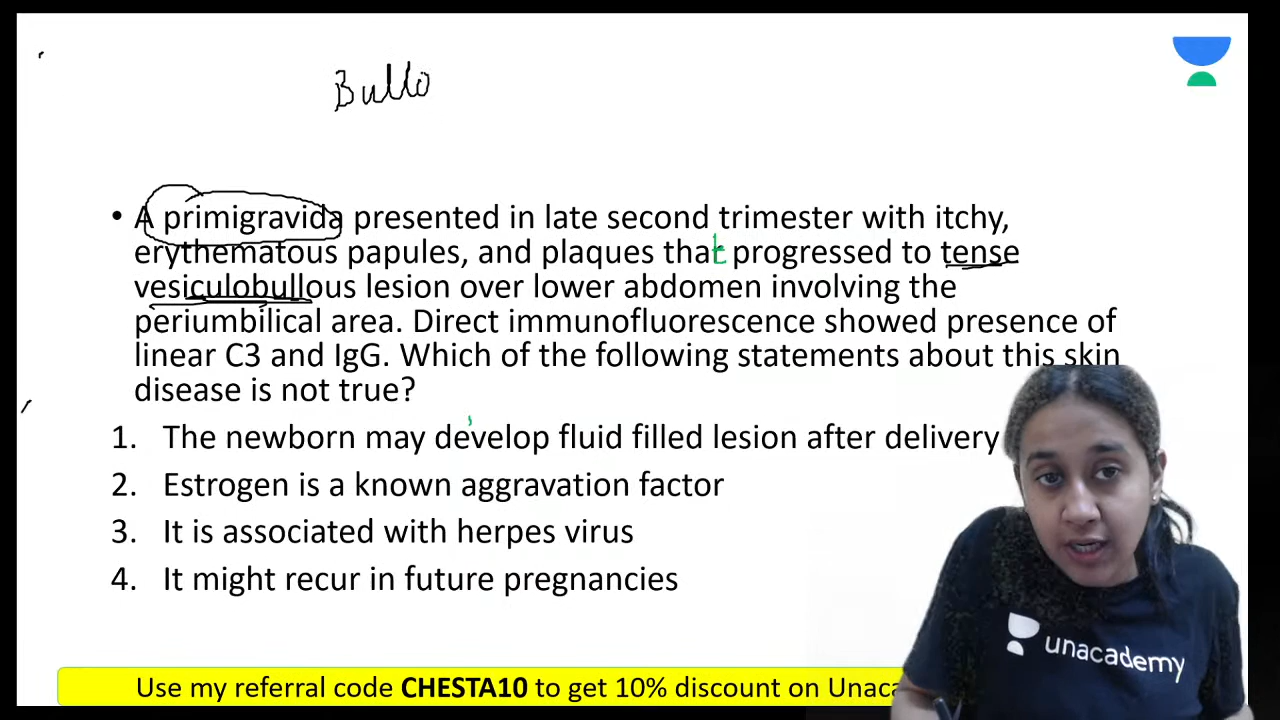 Bullo
• A primigravida presented in late second trimester with itchy,
erythematous papules, and plaques that progressed to tense
vesiculobullous lesion over lower abdomen involving the
periumbilical area. Direct immunofluorescence showed presence of
linear C3 and IgG. Which of the following statements about this skin
disease is not true?
1. The newborn may develop fluid filled lesion after delivery
2. Estrogen is a known aggravation factor
3. It is associated with herpes virus
4. It might recur in future pregnancies
unacademy
Use my referral code CHESTA10 to get 10% discount on Unaca